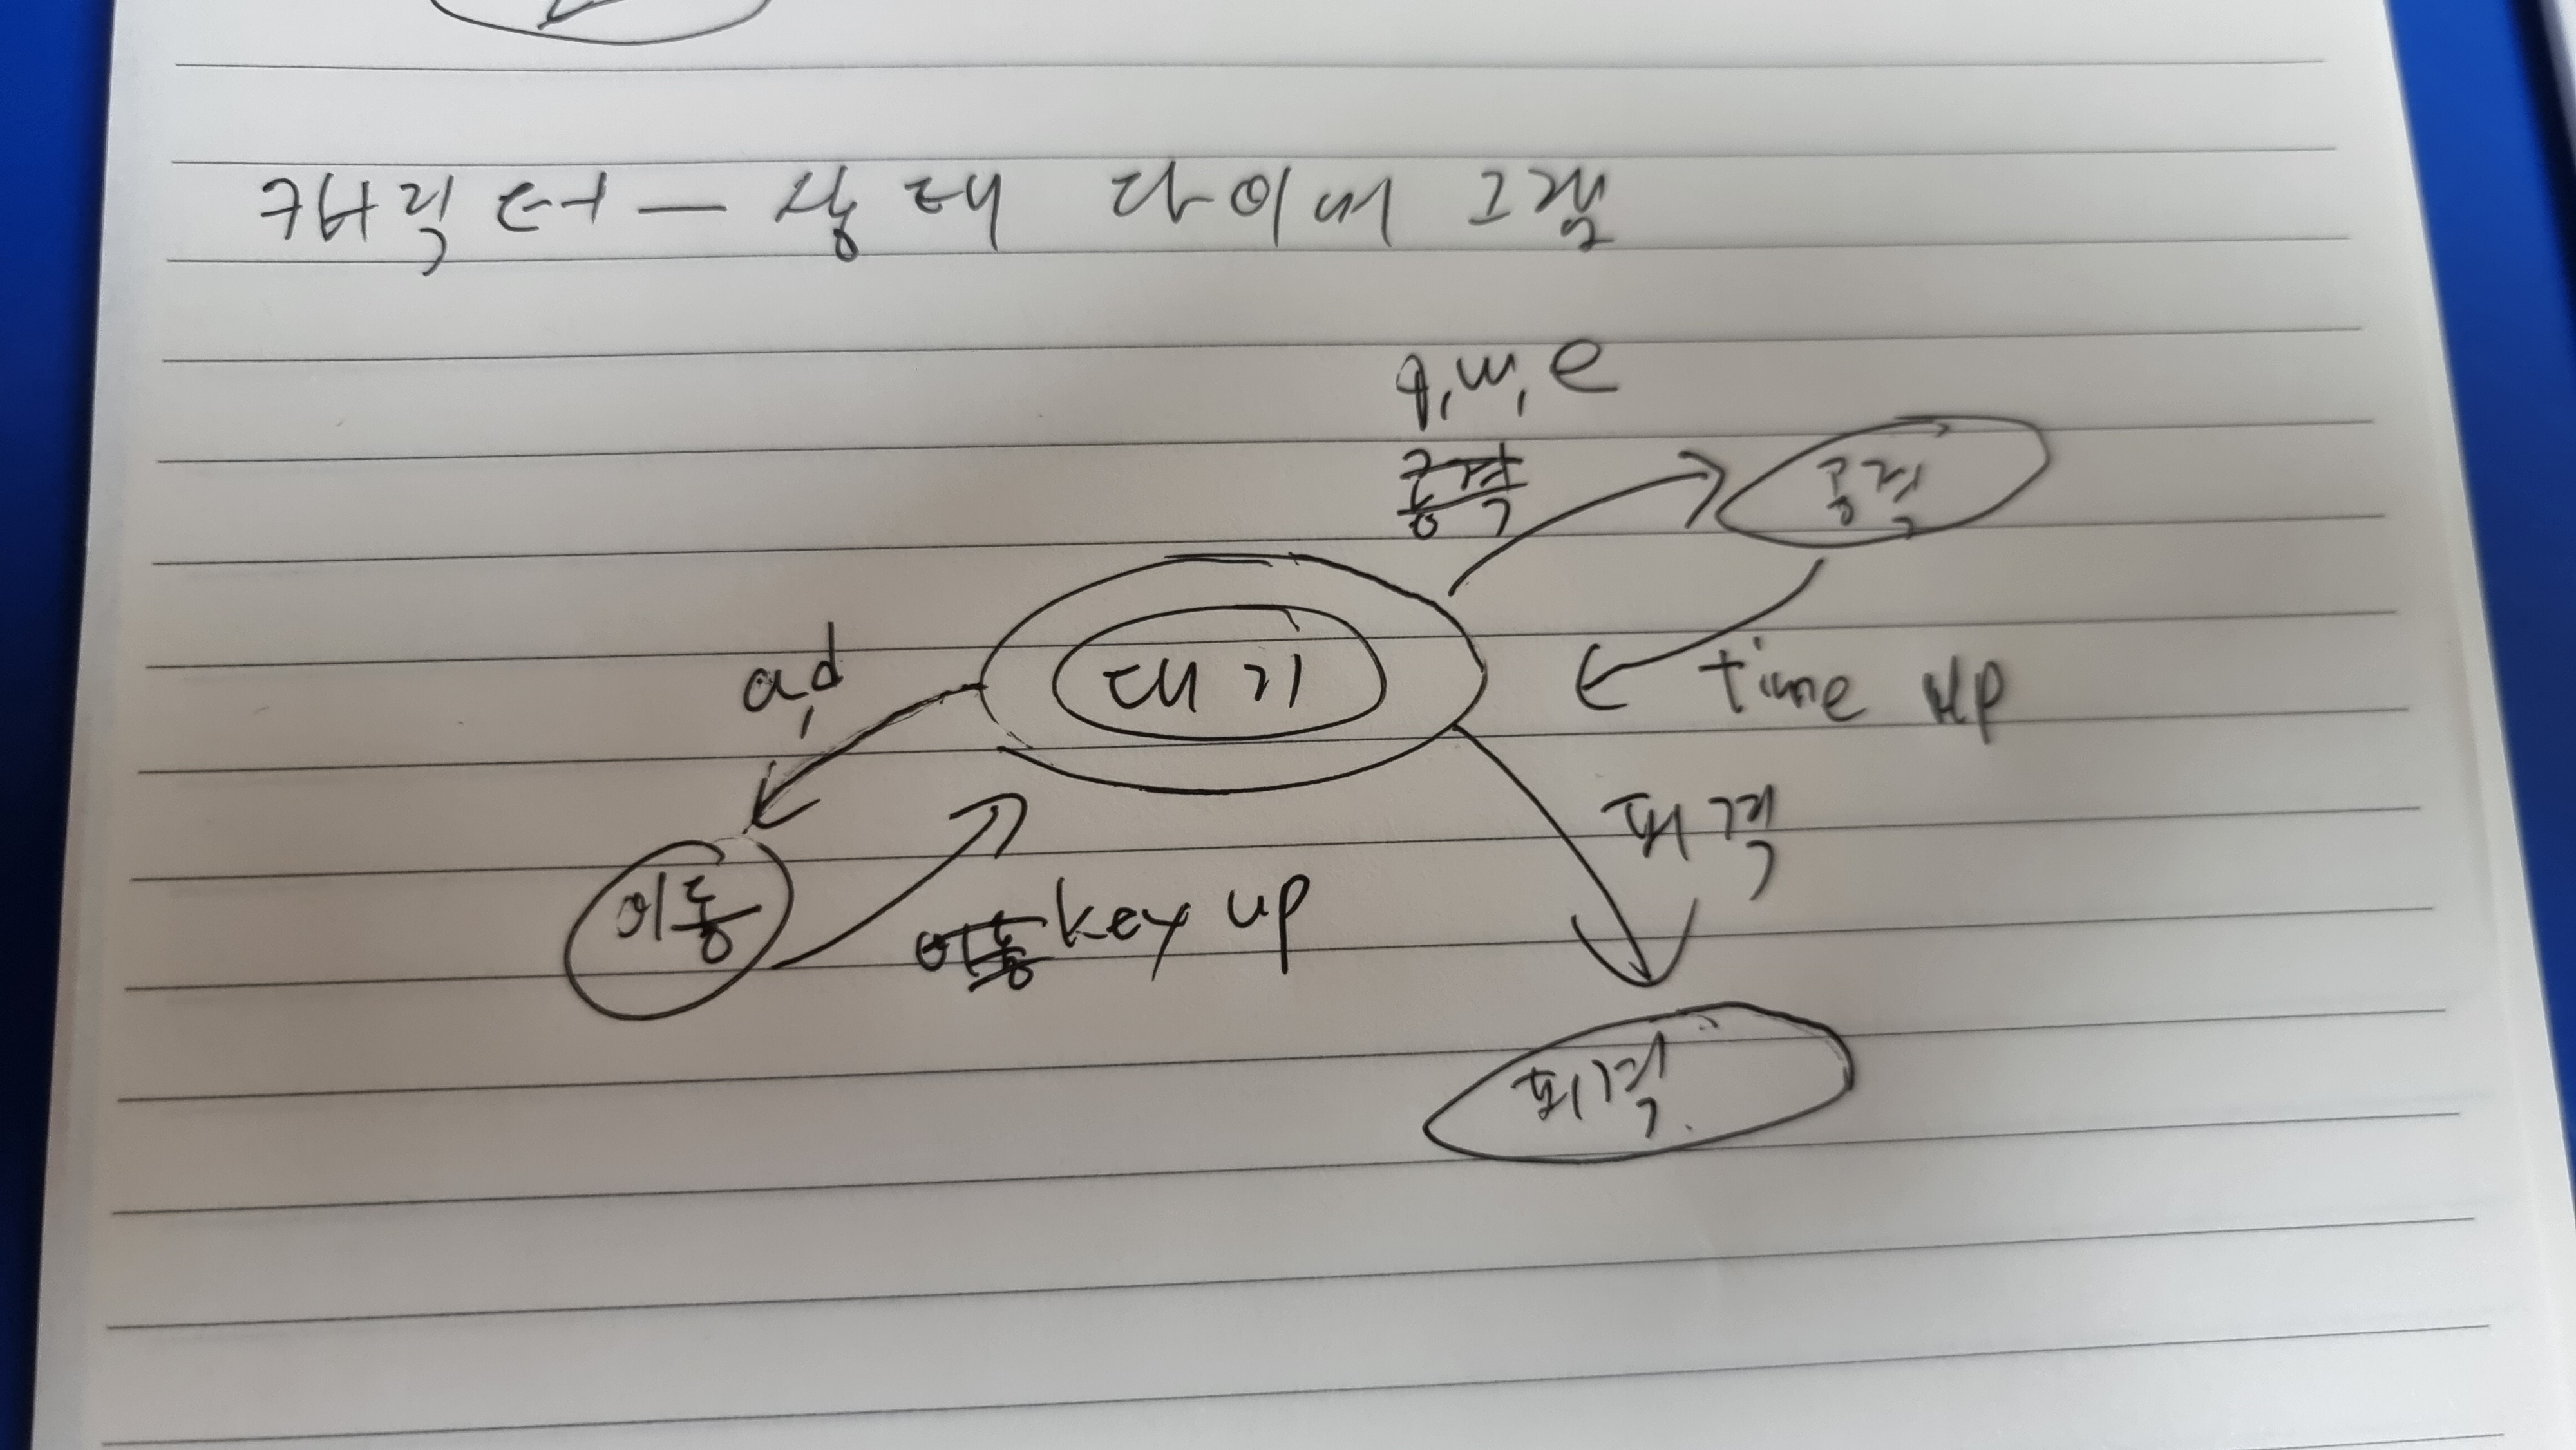 캐릭터 — 상태 다이어그램
q, w, e
공격
공격
대기
a, d
time up
피격
이동
이동 key up
피격